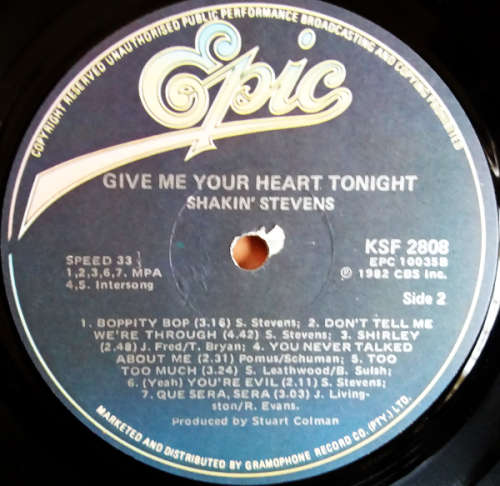 COPYRIGHT RESERVED UNAUTHORISED PUBLIC PERFORMANCE BROADCASTING AND COPYING PROHIBITED
Epic
GIVE ME YOUR HEART TONIGHT
SHAKIN' STEVENS
KSF 2808
EPC 10035B
℗ 1982 CBS Inc.
SPEED 33 1/3
1,2,3,6,7. MPA
4,5. Intersong
Side 2
1. BOPPITY BOP (3.16) S. Stevens; 2. DON'T TELL ME
WE'RE THROUGH (4.42) S. Stevens; 3. SHIRLEY
(2.48) J. Fred/T. Bryan; 4. YOU NEVER TALKED
ABOUT ME (2.31) Pomus/Schuman; 5. TOO
TOO MUCH (3.24) S. Leathwood/B. Sulsh;
6. (Yeah) YOU'RE EVIL (2.11) S. Stevens;
7. QUE SERA, SERA (3.03) J. Living-
ston/R. Evans.
Produced by Stuart Colman
MARKETED AND DISTRIBUTED BY GRAMOPHONE RECORD CO. (PTY.) LTD.